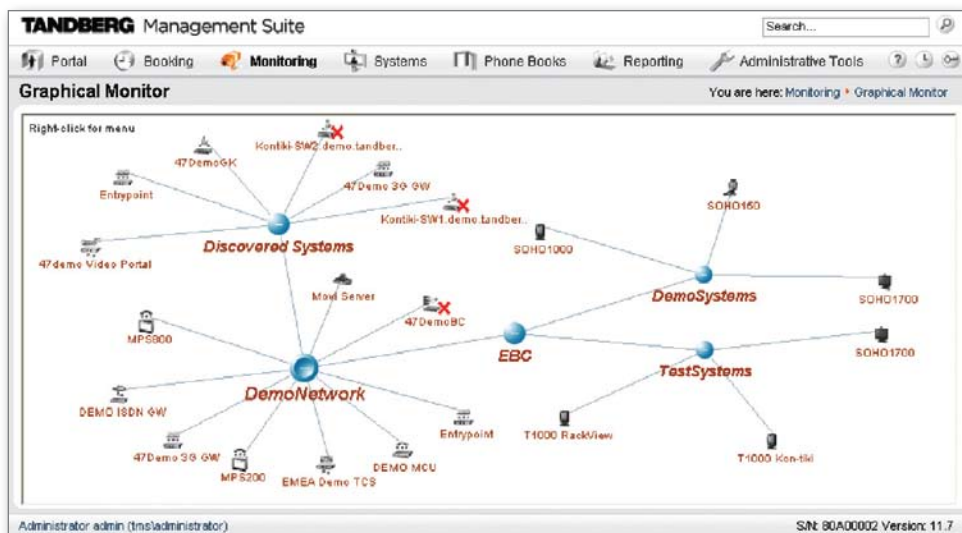 TANDBERG Management Suite
Search...
Portal Booking Monitoring Systems Phone Books Reporting Administrative Tools ?
Graphical Monitor
You are here: Monitoring Graphical Monitor
Right-click for menu
Kontiki-SW2.demo.tandber..
47DemoGK
47Demo 3G GW
Entrypoint
SOHO150
Kontiki-SW1.demo.tandber..
Discovered Systems
SOHO1000
47demo Video Portal
Movi Server
DemoSystems
SOHO1700
47DemoBC
MPS800
EBC
SOHO1700
TestSystems
DemoNetwork
DEMO ISDN GW
Entrypoint
T1000 RackView
47Demo 3G GW
DEMO MCU
T1000 Kon-tiki
MPS200
EMEA Demo TCS
Administrator admin (tms\administrator)
S/N: 80A00002 Version: 11.7